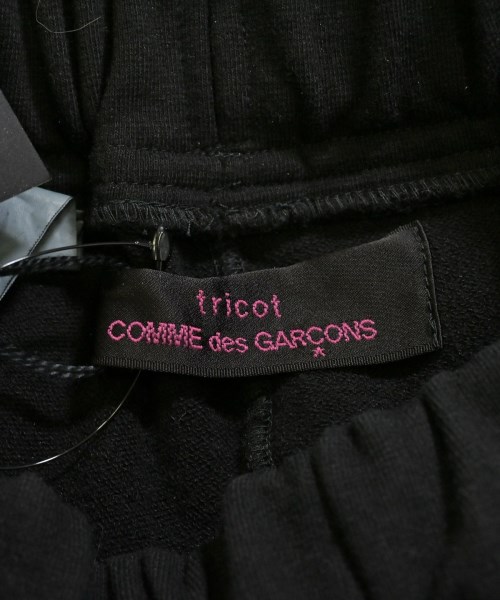 tricot
COMME des GARCONS
*